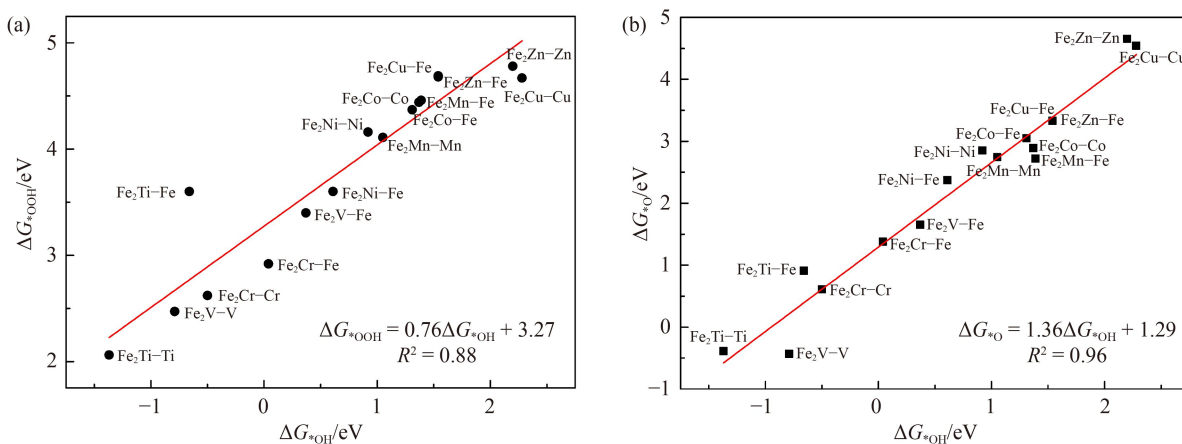 (a)
ΔG*OOH/eV
5
4
3
2
Fe2Zn−Zn
Fe2Cu−Fe
Fe2Zn−Fe
Fe2Cu−Cu
Fe2Co−Co
Fe2Mn−Fe
Fe2Co−Fe
Fe2Ni−Ni
Fe2Mn−Mn
Fe2Ti−Fe
Fe2Ni−Fe
Fe2V−Fe
Fe2Cr−Fe
Fe2Cr−Cr
Fe2V−V
Fe2Ti−Ti
ΔG*OOH = 0.76ΔG*OH + 3.27
R² = 0.88
−1 0 1 2
ΔG*OH/eV
(b)
ΔG*O/eV
5
4
3
2
1
0
−1
Fe2Zn−Zn
Fe2Cu−Cu
Fe2Cu−Fe
Fe2Zn−Fe
Fe2Co−Fe
Fe2Co−Co
Fe2Ni−Ni
Fe2Mn−Fe
Fe2Mn−Mn
Fe2Ni−Fe
Fe2V−Fe
Fe2Cr−Fe
Fe2Ti−Fe
Fe2Cr−Cr
Fe2Ti−Ti
Fe2V−V
ΔG*O = 1.36ΔG*OH + 1.29
R² = 0.96
−1 0 1 2
ΔG*OH/eV